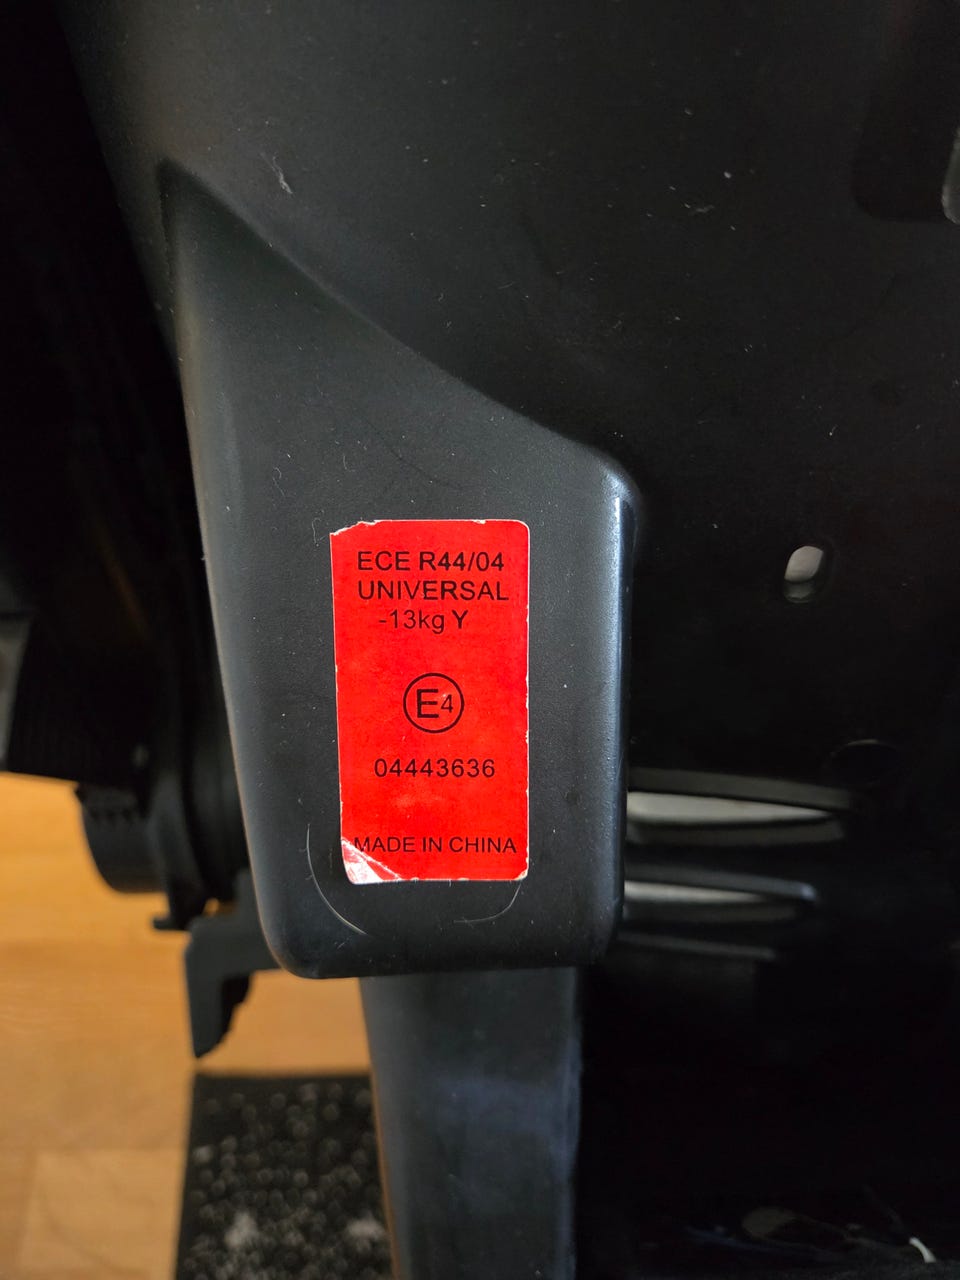 ECE R44/04
UNIVERSAL
-13kg Y
E4
04443636
MADE IN CHINA